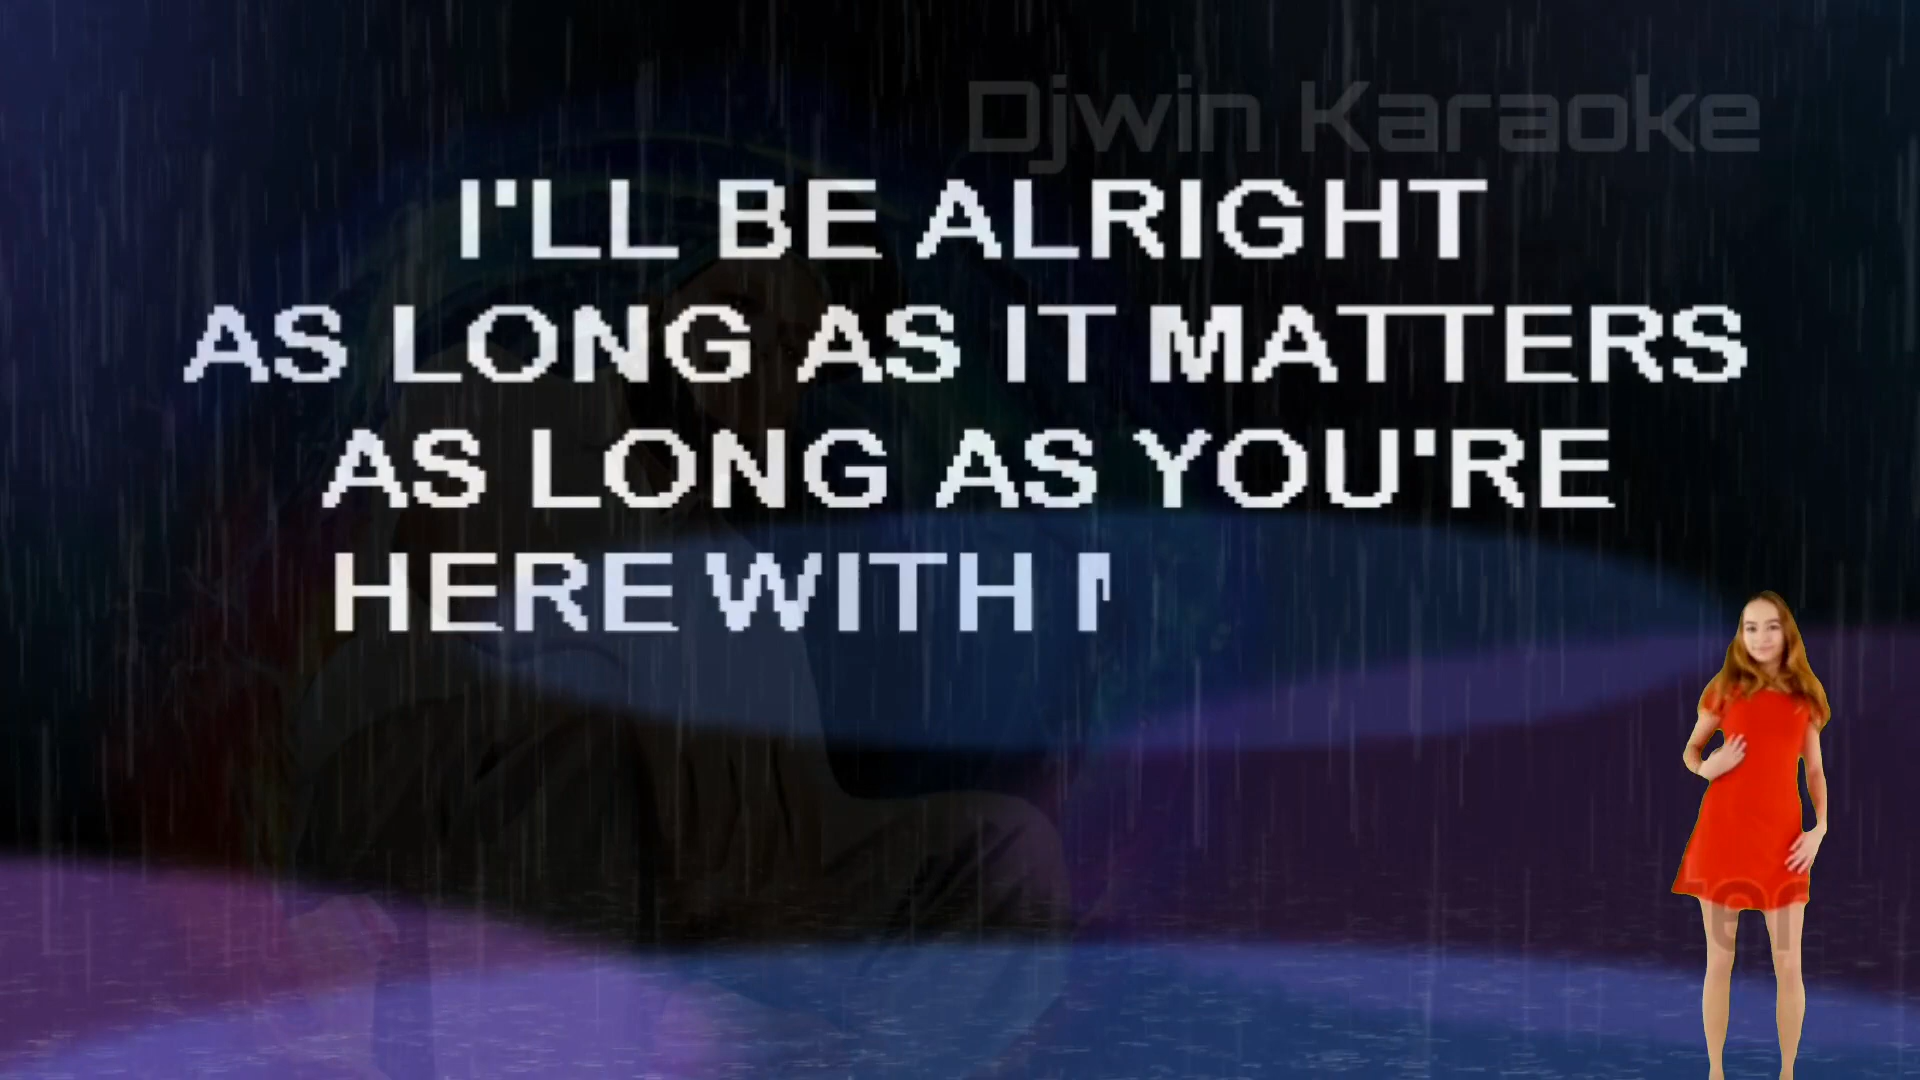 Djwin Karaoke
I'LL BE ALRIGHT
AS LONG AS IT MATTERS
AS LONG AS YOU'RE
HERE WITH